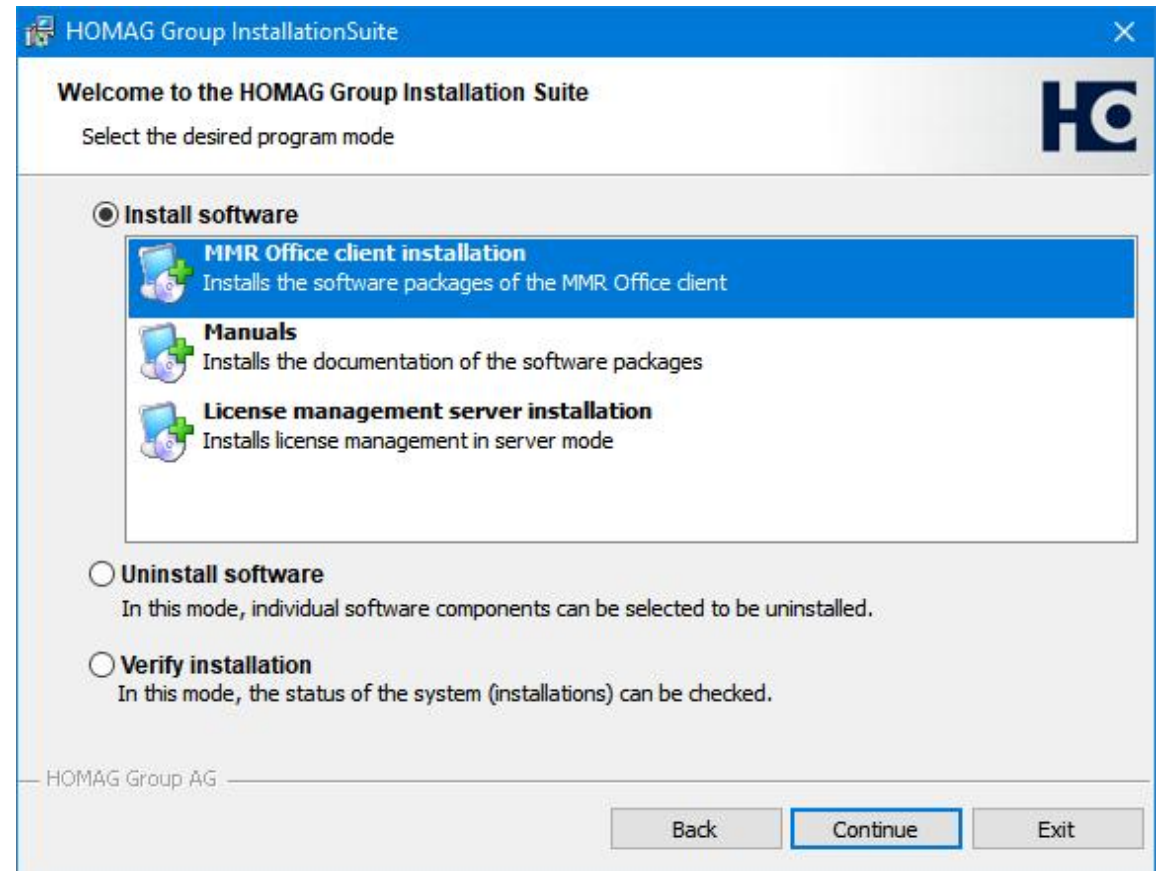 HOMAG Group InstallationSuite
Welcome to the HOMAG Group Installation Suite
Select the desired program mode
HO
Install software
MMR Office client installation
Installs the software packages of the MMR Office client
Manuals
Installs the documentation of the software packages
License management server installation
Installs license management in server mode
Uninstall software
In this mode, individual software components can be selected to be uninstalled.
Verify installation
In this mode, the status of the system (installations) can be checked.
HOMAG Group AG
Back Continue Exit